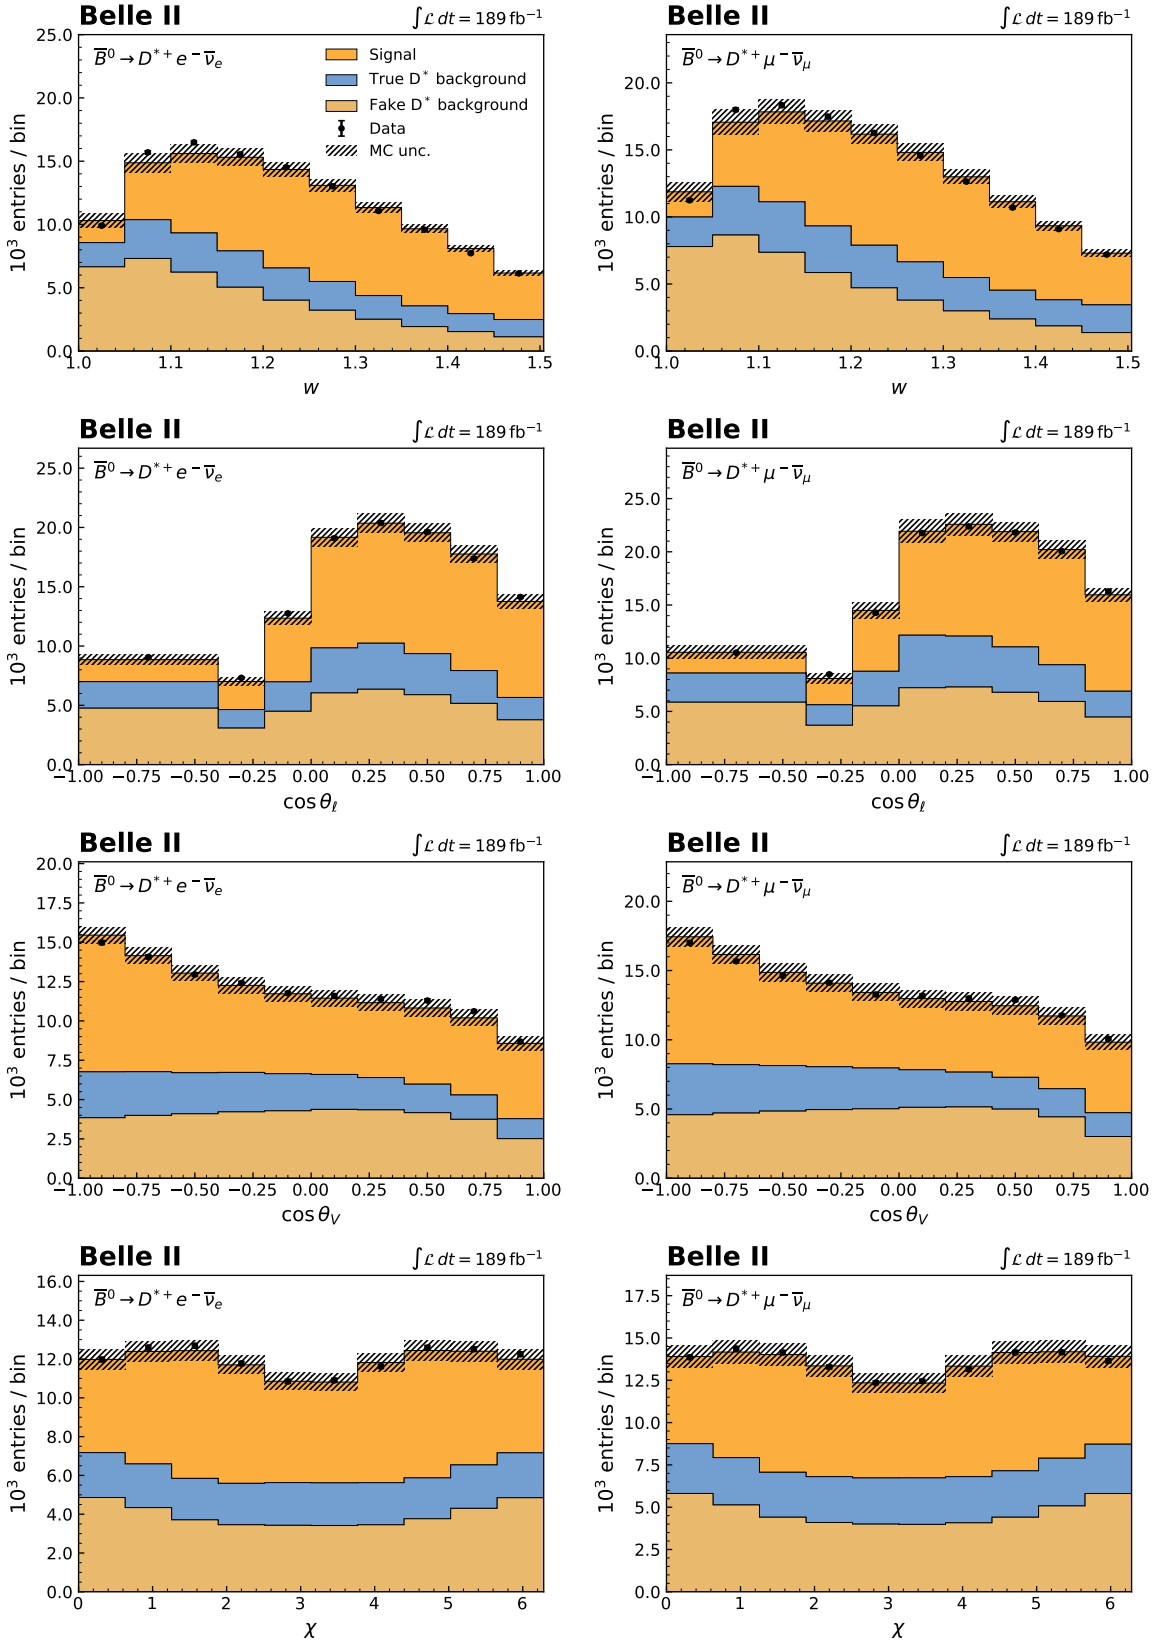 Belle II ∫ℒ dt = 189 fb⁻¹
B̅⁰ → D*⁺ e⁻ ν̅ₑ
Signal
True D* background
Fake D* background
Data
MC unc.
10³ entries / bin
25.0
20.0
15.0
10.0
5.0
0.0
1.0 1.1 1.2 1.3 1.4 1.5
w
Belle II ∫ℒ dt = 189 fb⁻¹
B̅⁰ → D*⁺ μ⁻ ν̅_μ
10³ entries / bin
20.0
15.0
10.0
5.0
0.0
1.0 1.1 1.2 1.3 1.4 1.5
w
Belle II ∫ℒ dt = 189 fb⁻¹
B̅⁰ → D*⁺ e⁻ ν̅ₑ
10³ entries / bin
25.0
20.0
15.0
10.0
5.0
0.0
−1.00 −0.75 −0.50 −0.25 0.00 0.25 0.50 0.75 1.00
cos θ_ℓ
Belle II ∫ℒ dt = 189 fb⁻¹
B̅⁰ → D*⁺ μ⁻ ν̅_μ
10³ entries / bin
25.0
20.0
15.0
10.0
5.0
0.0
−1.00 −0.75 −0.50 −0.25 0.00 0.25 0.50 0.75 1.00
cos θ_ℓ
Belle II ∫ℒ dt = 189 fb⁻¹
B̅⁰ → D*⁺ e⁻ ν̅ₑ
10³ entries / bin
20.0
17.5
15.0
12.5
10.0
7.5
5.0
2.5
0.0
−1.00 −0.75 −0.50 −0.25 0.00 0.25 0.50 0.75 1.00
cos θ_V
Belle II ∫ℒ dt = 189 fb⁻¹
B̅⁰ → D*⁺ μ⁻ ν̅_μ
10³ entries / bin
20.0
15.0
10.0
5.0
0.0
−1.00 −0.75 −0.50 −0.25 0.00 0.25 0.50 0.75 1.00
cos θ_V
Belle II ∫ℒ dt = 189 fb⁻¹
B̅⁰ → D*⁺ e⁻ ν̅ₑ
10³ entries / bin
16.0
14.0
12.0
10.0
8.0
6.0
4.0
2.0
0.0
0 1 2 3 4 5 6
χ
Belle II ∫ℒ dt = 189 fb⁻¹
B̅⁰ → D*⁺ μ⁻ ν̅_μ
10³ entries / bin
17.5
15.0
12.5
10.0
7.5
5.0
2.5
0.0
0 1 2 3 4 5 6
χ